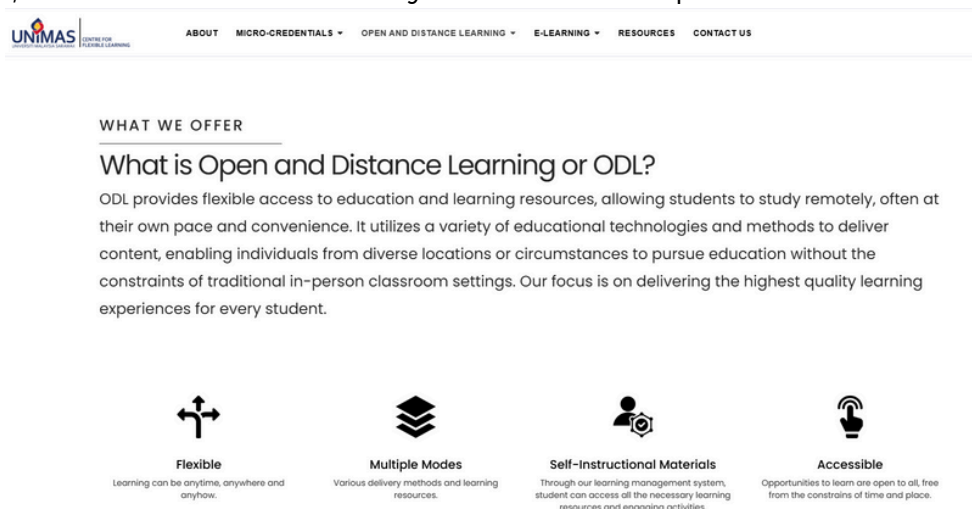 UNIMAS
UNIVERSITI MALAYSIA SARAWAK
CENTRE FOR
FLEXIBLE LEARNING
ABOUT MICRO-CREDENTIALS OPEN AND DISTANCE LEARNING E-LEARNING RESOURCES CONTACT US
WHAT WE OFFER
What is Open and Distance Learning or ODL?
ODL provides flexible access to education and learning resources, allowing students to study remotely, often at
their own pace and convenience. It utilizes a variety of educational technologies and methods to deliver
content, enabling individuals from diverse locations or circumstances to pursue education without the
constraints of traditional in-person classroom settings. Our focus is on delivering the highest quality learning
experiences for every student.
Flexible
Learning can be anytime, anywhere and
anyhow.
Multiple Modes
Various delivery methods and learning
resources.
Self-Instructional Materials
Through our learning management system,
student can access all the necessary learning
resources and engaging activities.
Accessible
Opportunities to learn are open to all, free
from the constrains of time and place.